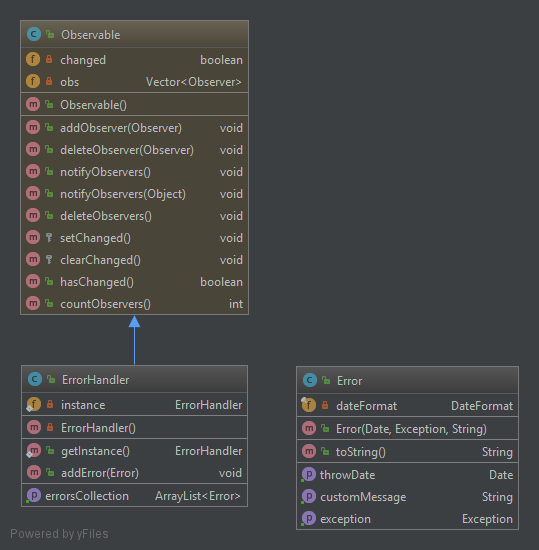 Observable
changed boolean
obs Vector<Observer>
Observable()
addObserver(Observer) void
deleteObserver(Observer) void
notifyObservers() void
notifyObservers(Object) void
deleteObservers() void
setChanged() void
clearChanged() void
hasChanged() boolean
countObservers() int
ErrorHandler
instance ErrorHandler
ErrorHandler()
getInstance() ErrorHandler
addError(Error) void
errorsCollection ArrayList<Error>
Error
dateFormat DateFormat
Error(Date, Exception, String)
toString() String
throwDate Date
customMessage String
exception Exception
Powered by yFiles